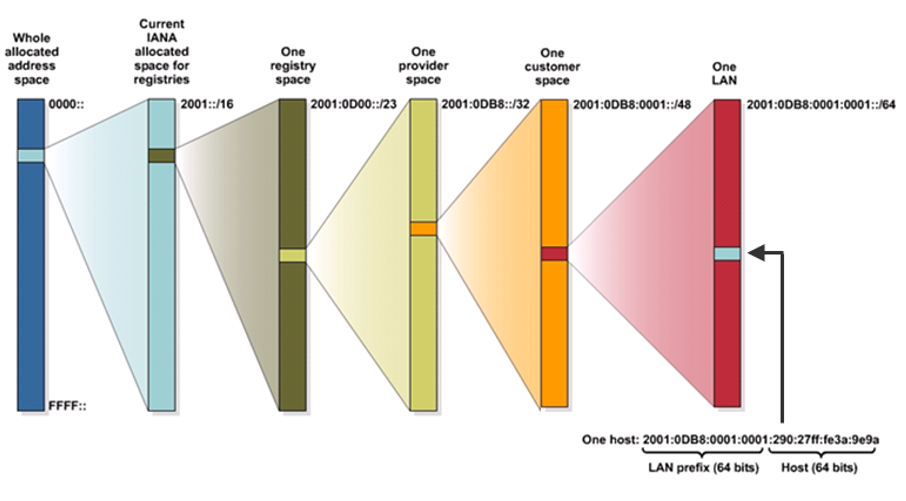 Whole
allocated
address
space
Current
IANA
allocated
space for
registries
One
registry
space
One
provider
space
One
customer
space
One
LAN
0000::
2001::/16
2001:0D00::/23
2001:0DB8::/32
2001:0DB8:0001::/48
2001:0DB8:0001:0001::/64
FFFF::
One host: 2001:0DB8:0001:0001:290:27ff:fe3a:9e9a
LAN prefix (64 bits)
Host (64 bits)